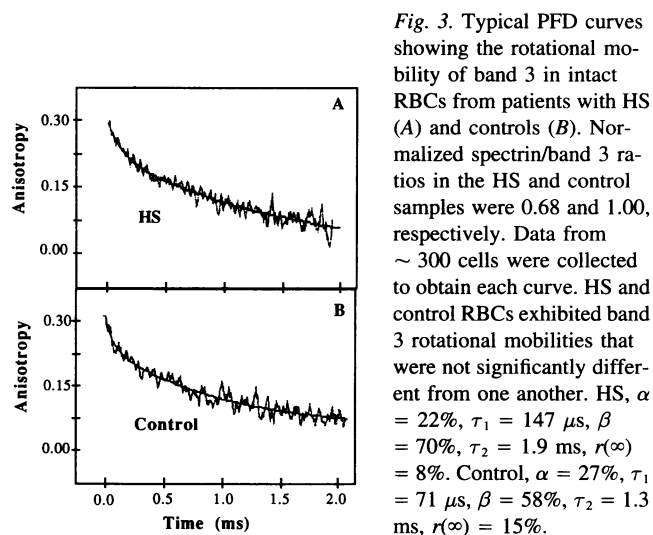 A
0.30
0.15
0.00
Anisotropy
HS
B
0.30
0.15
0.00
Anisotropy
Control
0.0 0.5 1.0 1.5 2.0
Time (ms)
Fig. 3. Typical PFD curves
showing the rotational mo-
bility of band 3 in intact
RBCs from patients with HS
(A) and controls (B). Nor-
malized spectrin/band 3 ra-
tios in the HS and control
samples were 0.68 and 1.00,
respectively. Data from
~ 300 cells were collected
to obtain each curve. HS and
control RBCs exhibited band
3 rotational mobilities that
were not significantly differ-
ent from one another. HS, α
= 22%, τ₁ = 147 μs, β
= 70%, τ₂ = 1.9 ms, r(∞)
= 8%. Control, α = 27%, τ₁
= 71 μs, β = 58%, τ₂ = 1.3
ms, r(∞) = 15%.